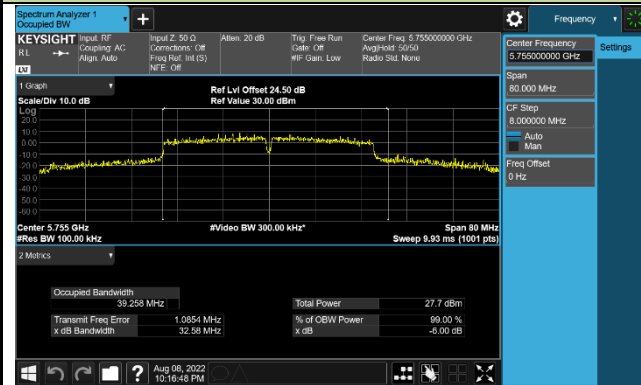 Spectrum Analyzer 1
Occupied BW
+
Frequency
KEYSIGHT
RL
LXI
Input: RF
Coupling: AC
Align: Auto
Input Z: 50 Ω
Corrections: Off
Freq Ref: Int (S)
NFE: Off
Atten: 20 dB
Trig: Free Run
Gate: Off
#IF Gain: Low
Center Freq: 5.755000000 GHz
Avg|Hold: 50/50
Radio Std: None
Center Frequency
5.755000000 GHz
Settings
Span
80.000 MHz
CF Step
8.000000 MHz
Auto
Man
Freq Offset
0 Hz
1 Graph
Scale/Div 10.0 dB
Ref Lvl Offset 24.50 dB
Ref Value 30.00 dBm
Log
20.0
10.0
0.00
-10.0
-20.0
-30.0
-40.0
-50.0
-60.0
Center 5.755 GHz
#Res BW 100.00 kHz
#Video BW 300.00 kHz*
Span 80 MHz
Sweep 9.93 ms (1001 pts)
2 Metrics
Occupied Bandwidth
39.258 MHz
Total Power 27.7 dBm
Transmit Freq Error 1.0854 MHz
% of OBW Power 99.00 %
x dB Bandwidth 32.58 MHz
x dB -6.00 dB
?
Aug 08, 2022
10:16:48 PM